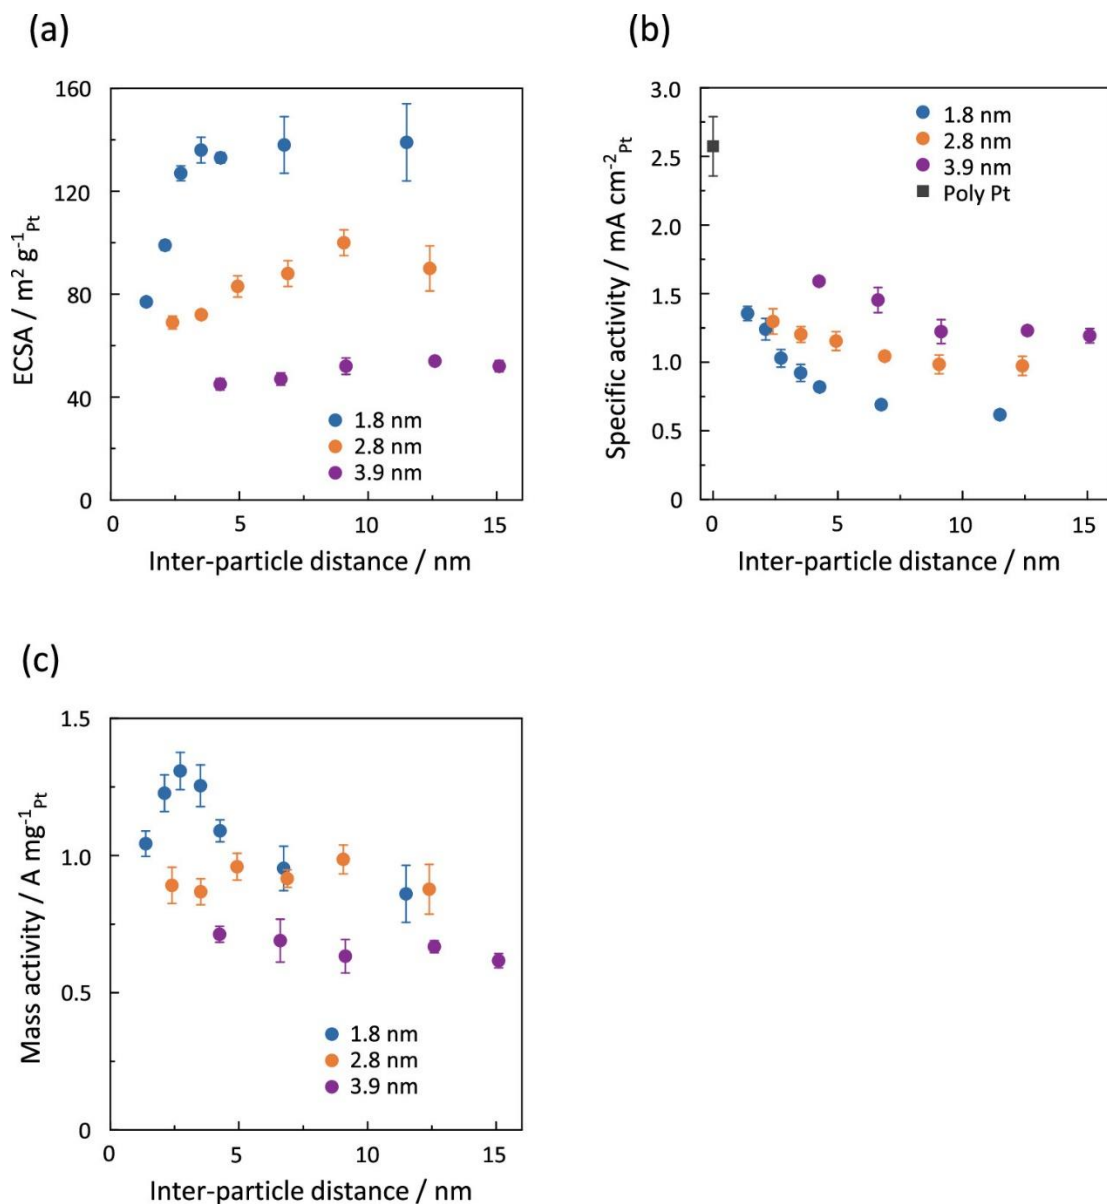 (a)
160
120
80
40
0
ECSA / m² g⁻¹Pt
1.8 nm
2.8 nm
3.9 nm
0 5 10 15
Inter-particle distance / nm
(b)
3.0
2.5
2.0
1.5
1.0
0.5
0
Specific activity / mA cm⁻²Pt
1.8 nm
2.8 nm
3.9 nm
Poly Pt
0 5 10 15
Inter-particle distance / nm
(c)
1.5
1.0
0.5
0
Mass activity / A mg⁻¹Pt
1.8 nm
2.8 nm
3.9 nm
0 5 10 15
Inter-particle distance / nm